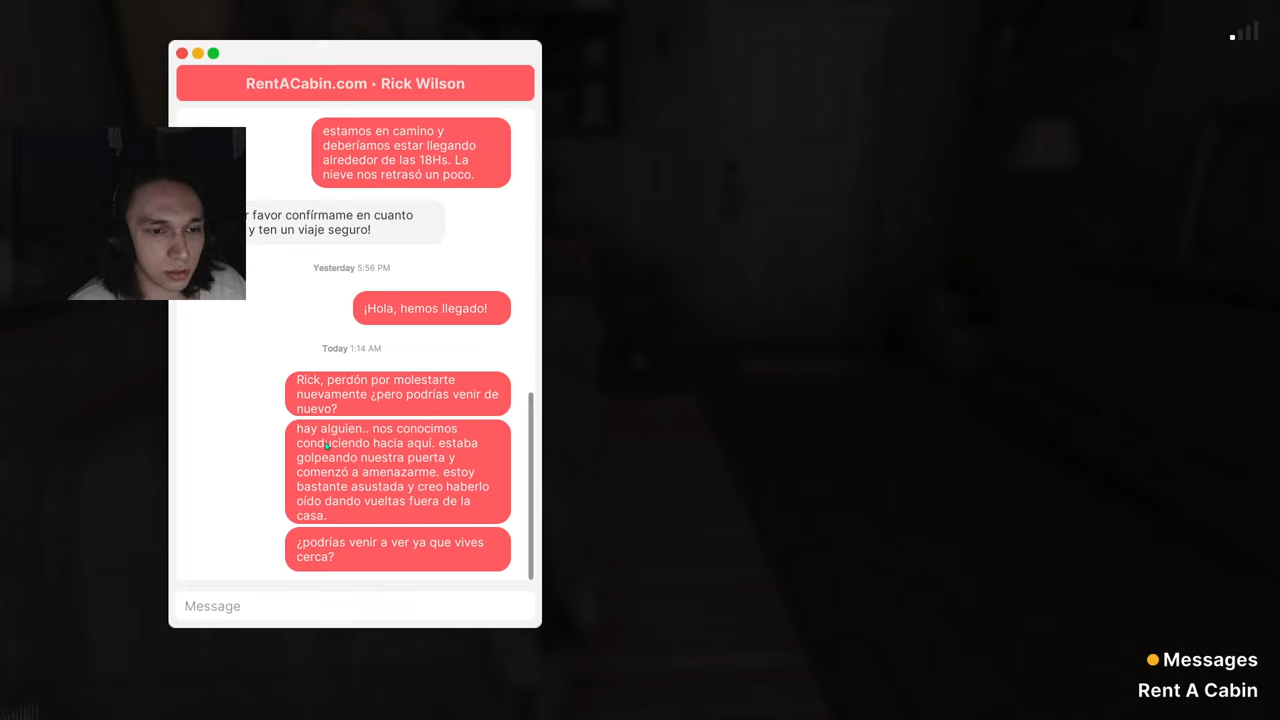 RentACabin.com ‣ Rick Wilson
estamos en camino y
deberíamos estar llegando
alrededor de las 18Hs. La
nieve nos retrasó un poco.
favor confírmame en cuanto
y ten un viaje seguro!
Yesterday 5:56 PM
¡Hola, hemos llegado!
Today 1:14 AM
Rick, perdón por molestarte
nuevamente ¿pero podrías venir de
nuevo?
hay alguien.. nos conocimos
conduciendo hacia aquí. estaba
golpeando nuestra puerta y
comenzó a amenazarme. estoy
bastante asustada y creo haberlo
oído dando vueltas fuera de la
casa.
¿podrías venir a ver ya que vives
cerca?
Message
Messages
Rent A Cabin